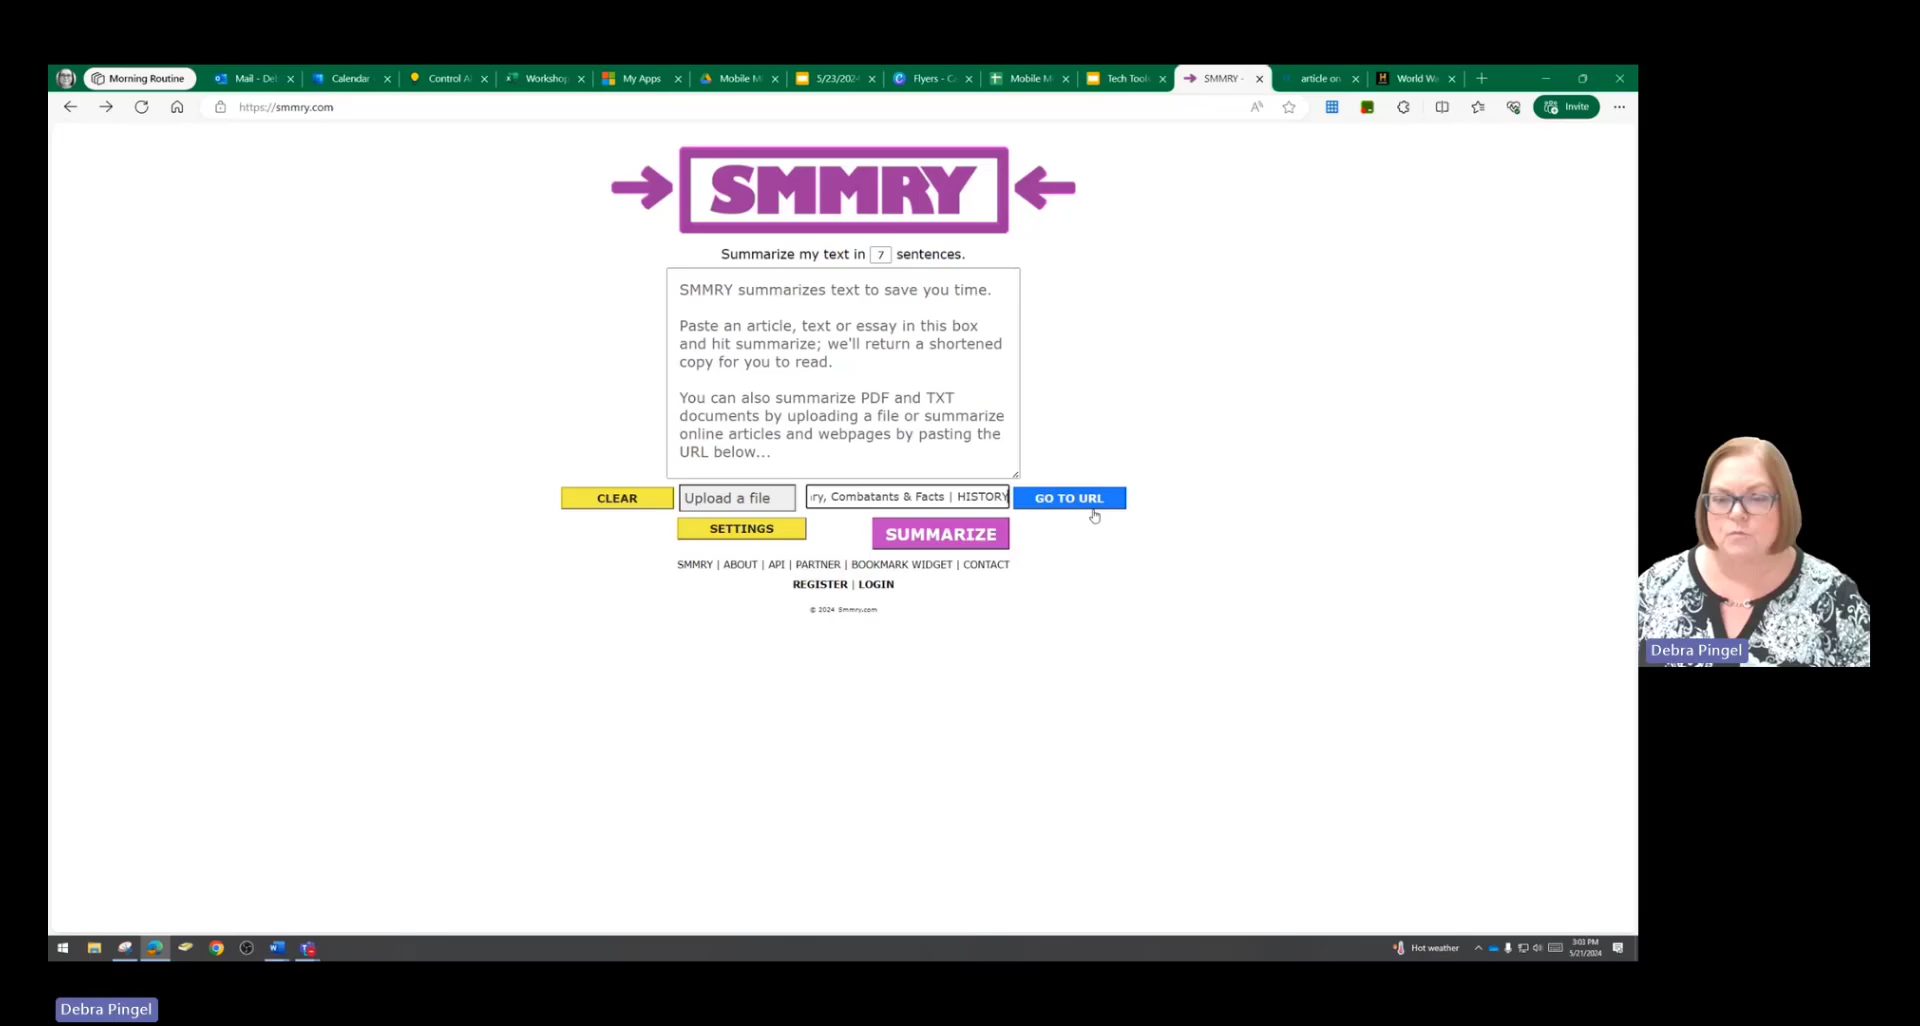 Morning Routine
Mail - Del
Calendar
Control A
Workshop
My Apps
Mobile M
5/23/202
Flyers - C
Mobile M
Tech Tools
SMMRY -
article on
World Wa
https://smmry.com
Invite
SMMRY
Summarize my text in 7 sentences.
SMMRY summarizes text to save you time.
Paste an article, text or essay in this box
and hit summarize; we'll return a shortened
copy for you to read.
You can also summarize PDF and TXT
documents by uploading a file or summarize
online articles and webpages by pasting the
URL below...
CLEAR
Upload a file
ry, Combatants & Facts | HISTORY
GO TO URL
SETTINGS
SUMMARIZE
SMMRY | ABOUT | API | PARTNER | BOOKMARK WIDGET | CONTACT
REGISTER | LOGIN
© 2024 Smmry.com
Debra Pingel
Hot weather
3:03 PM
5/21/2024
Debra Pingel